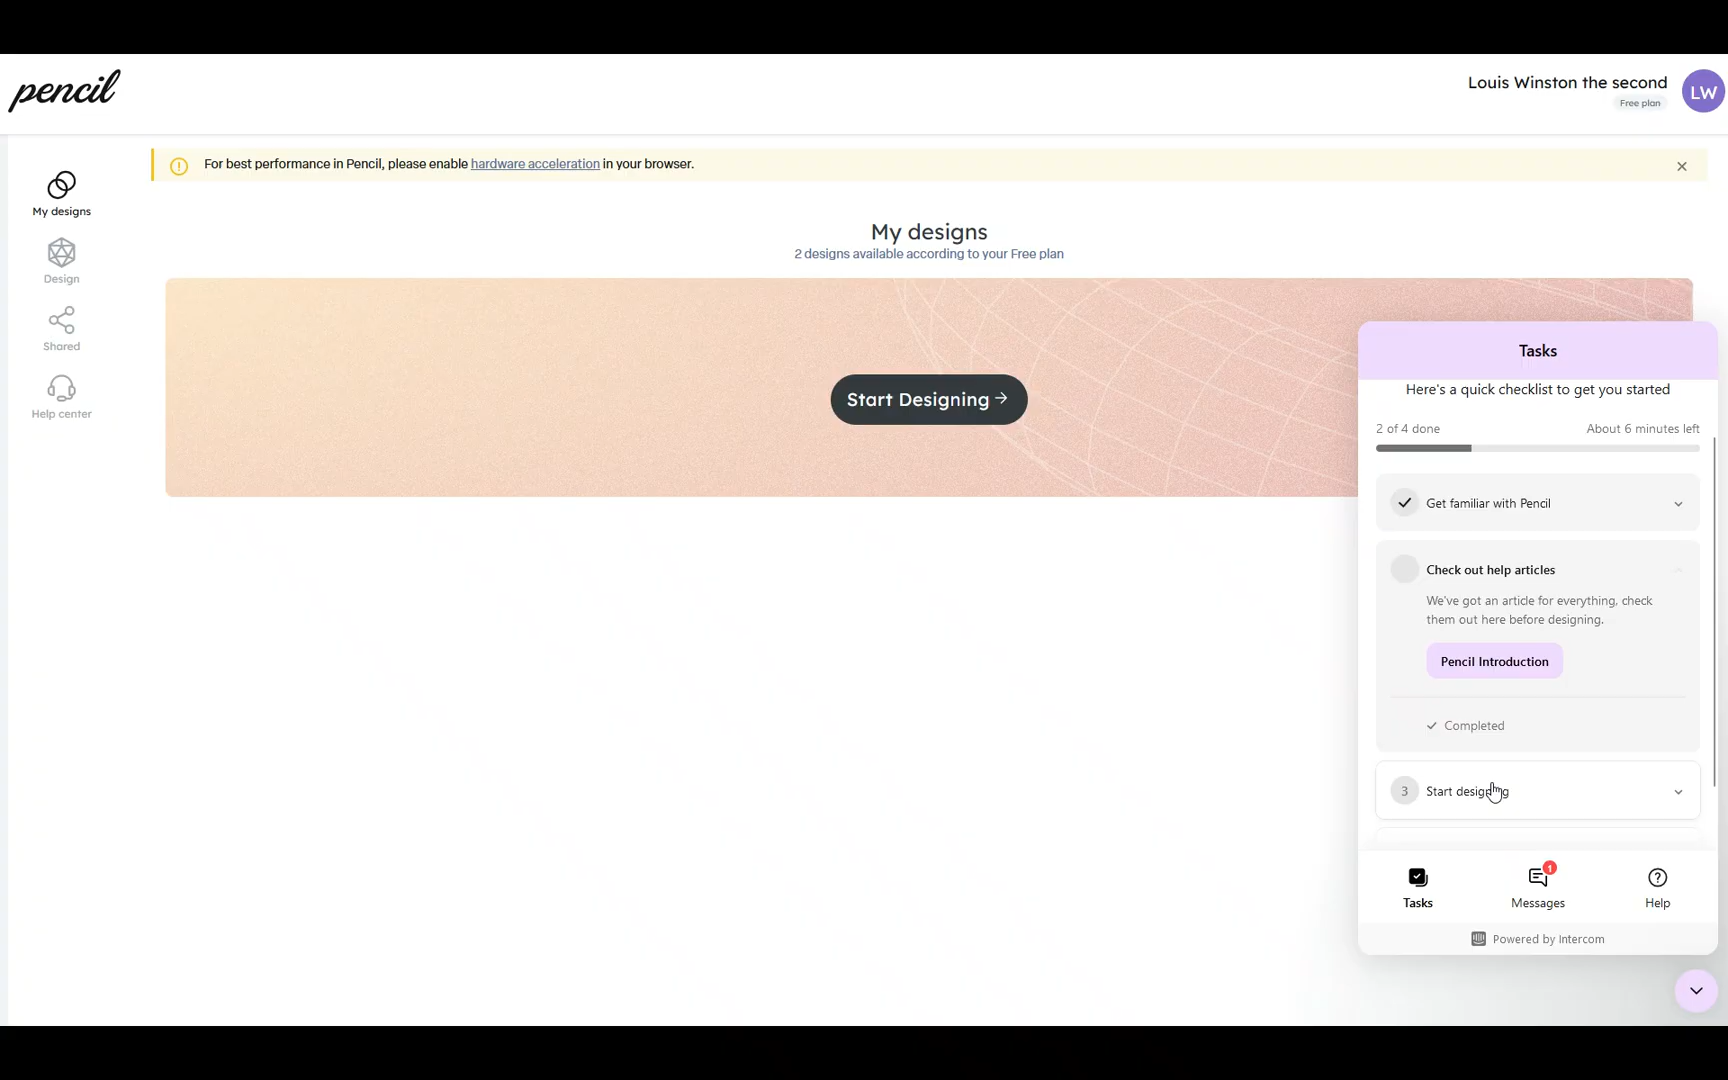 pencil
Louis Winston the second
Free plan
LW
For best performance in Pencil, please enable hardware acceleration in your browser.
My designs
Design
Shared
Help center
My designs
2 designs available according to your Free plan
Start Designing
Tasks
Here's a quick checklist to get you started
2 of 4 done
About 6 minutes left
Get familiar with Pencil
Check out help articles
We've got an article for everything, check
them out here before designing.
Pencil Introduction
Completed
3
Start designing
Tasks
1
Messages
Help
Powered by Intercom